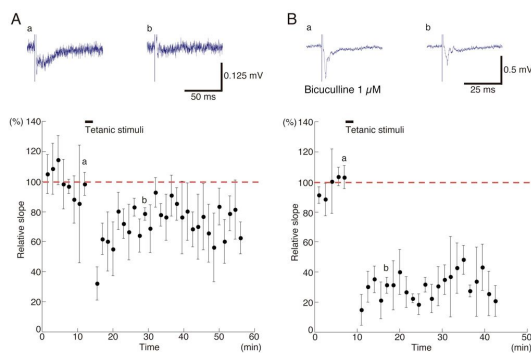 A
a
b
0.125 mV
50 ms
(%)
140
120
100
80
60
40
20
0
Relative slope
Tetanic stimuli
a
b
0
10
20
30
40
50
60
Time
(min)
B
a
b
Bicuculline 1 µM
0.5 mV
25 ms
(%)
140
120
100
80
60
40
20
0
Relative slope
Tetanic stimuli
a
b
0
10
20
30
40
50
Time
(min)